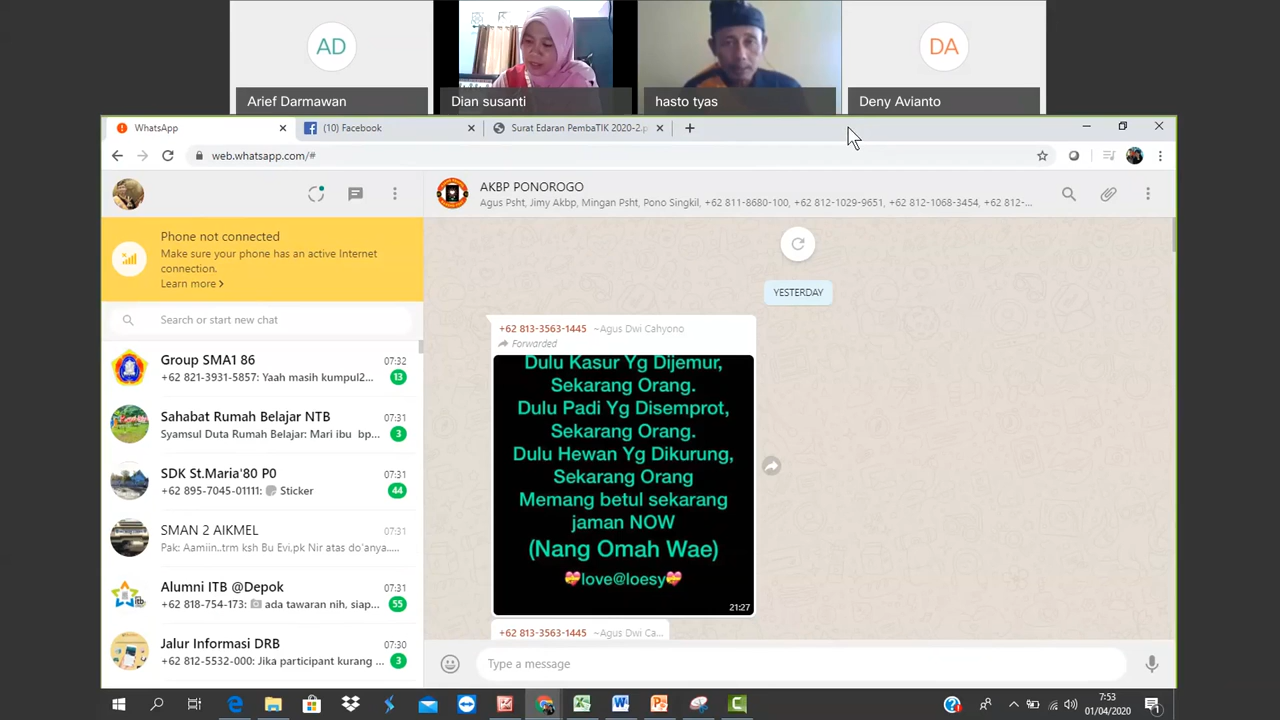 AD
DA
Arief Darmawan
Dian susanti
hasto tyas
Deny Avianto
WhatsApp
(10) Facebook
Surat Edaran PembaTIK 2020-2.p
web.whatsapp.com/#
AKBP PONOROGO
Agus Psht, Jimy Akbp, Mingan Psht, Pono Singkil, +62 811-8680-100, +62 812-1029-9651, +62 812-1068-3454, +62 812-...
Phone not connected
Make sure your phone has an active Internet
connection.
Learn more
Search or start new chat
Group SMA1 86
07:32
+62 821-3931-5857: Yaah masih kumpul2...
13
Sahabat Rumah Belajar NTB
07:31
Syamsul Duta Rumah Belajar: Mari ibu bp...
3
SDK St.Maria'80 P0
07:31
+62 895-7045-01111: Sticker
44
SMAN 2 AIKMEL
07:31
Pak: Aamiin..trm ksh Bu Evi,pk Nir atas do'anya.....
Alumni ITB @Depok
07:31
+62 818-754-173: ada tawaran nih, siap...
55
Jalur Informasi DRB
07:30
+62 812-5532-000: Jika participant kurang ...
3
YESTERDAY
+62 813-3563-1445 ~Agus Dwi Cahyono
Forwarded
Dulu Kasur Yg Dijemur,
Sekarang Orang.
Dulu Padi Yg Disemprot,
Sekarang Orang.
Dulu Hewan Yg Dikurung,
Sekarang Orang
Memang betul sekarang
jaman NOW
(Nang Omah Wae)
💝love@loesy💝
21:27
+62 813-3563-1445 ~Agus Dwi Ca...
Type a message
7:53
01/04/2020